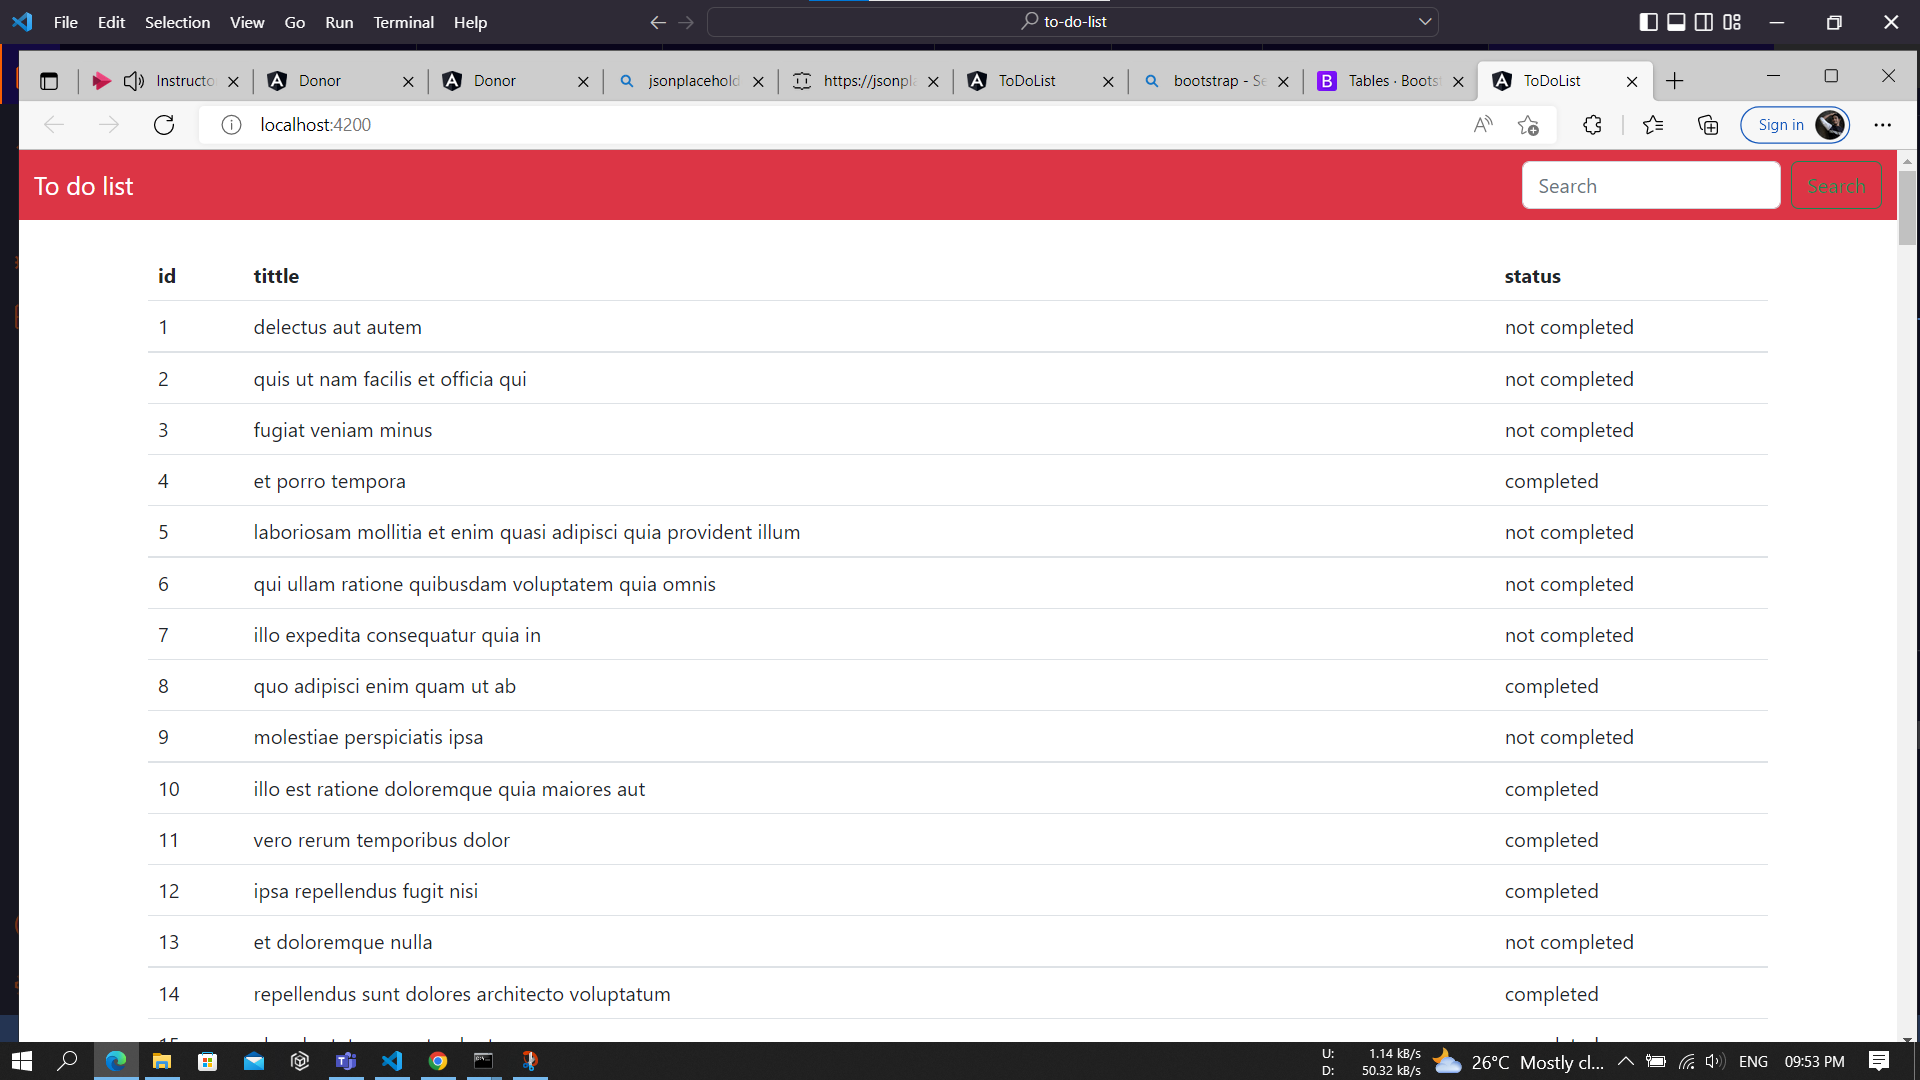 File Edit Selection View Go Run Terminal Help to-do-list
Instructo Donor Donor jsonplacehold https://jsonpla ToDoList bootstrap - Se Tables · Boots ToDoList
localhost:4200 Sign in
To do list Search Search
id tittle status
1 delectus aut autem not completed
2 quis ut nam facilis et officia qui not completed
3 fugiat veniam minus not completed
4 et porro tempora completed
5 laboriosam mollitia et enim quasi adipisci quia provident illum not completed
6 qui ullam ratione quibusdam voluptatem quia omnis not completed
7 illo expedita consequatur quia in not completed
8 quo adipisci enim quam ut ab completed
9 molestiae perspiciatis ipsa not completed
10 illo est ratione doloremque quia maiores aut completed
11 vero rerum temporibus dolor completed
12 ipsa repellendus fugit nisi completed
13 et doloremque nulla not completed
14 repellendus sunt dolores architecto voluptatum completed
U: 1.14 kB/s
D: 50.32 kB/s
26°C Mostly cl... ENG 09:53 PM